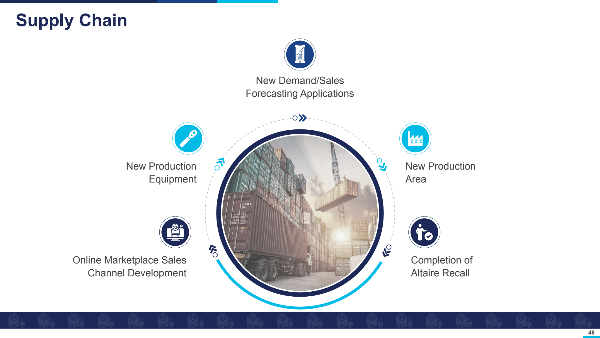 Supply Chain
New Demand/Sales
Forecasting Applications
New Production
Equipment
New Production
Area
Online Marketplace Sales
Channel Development
Completion of
Altaire Recall
48